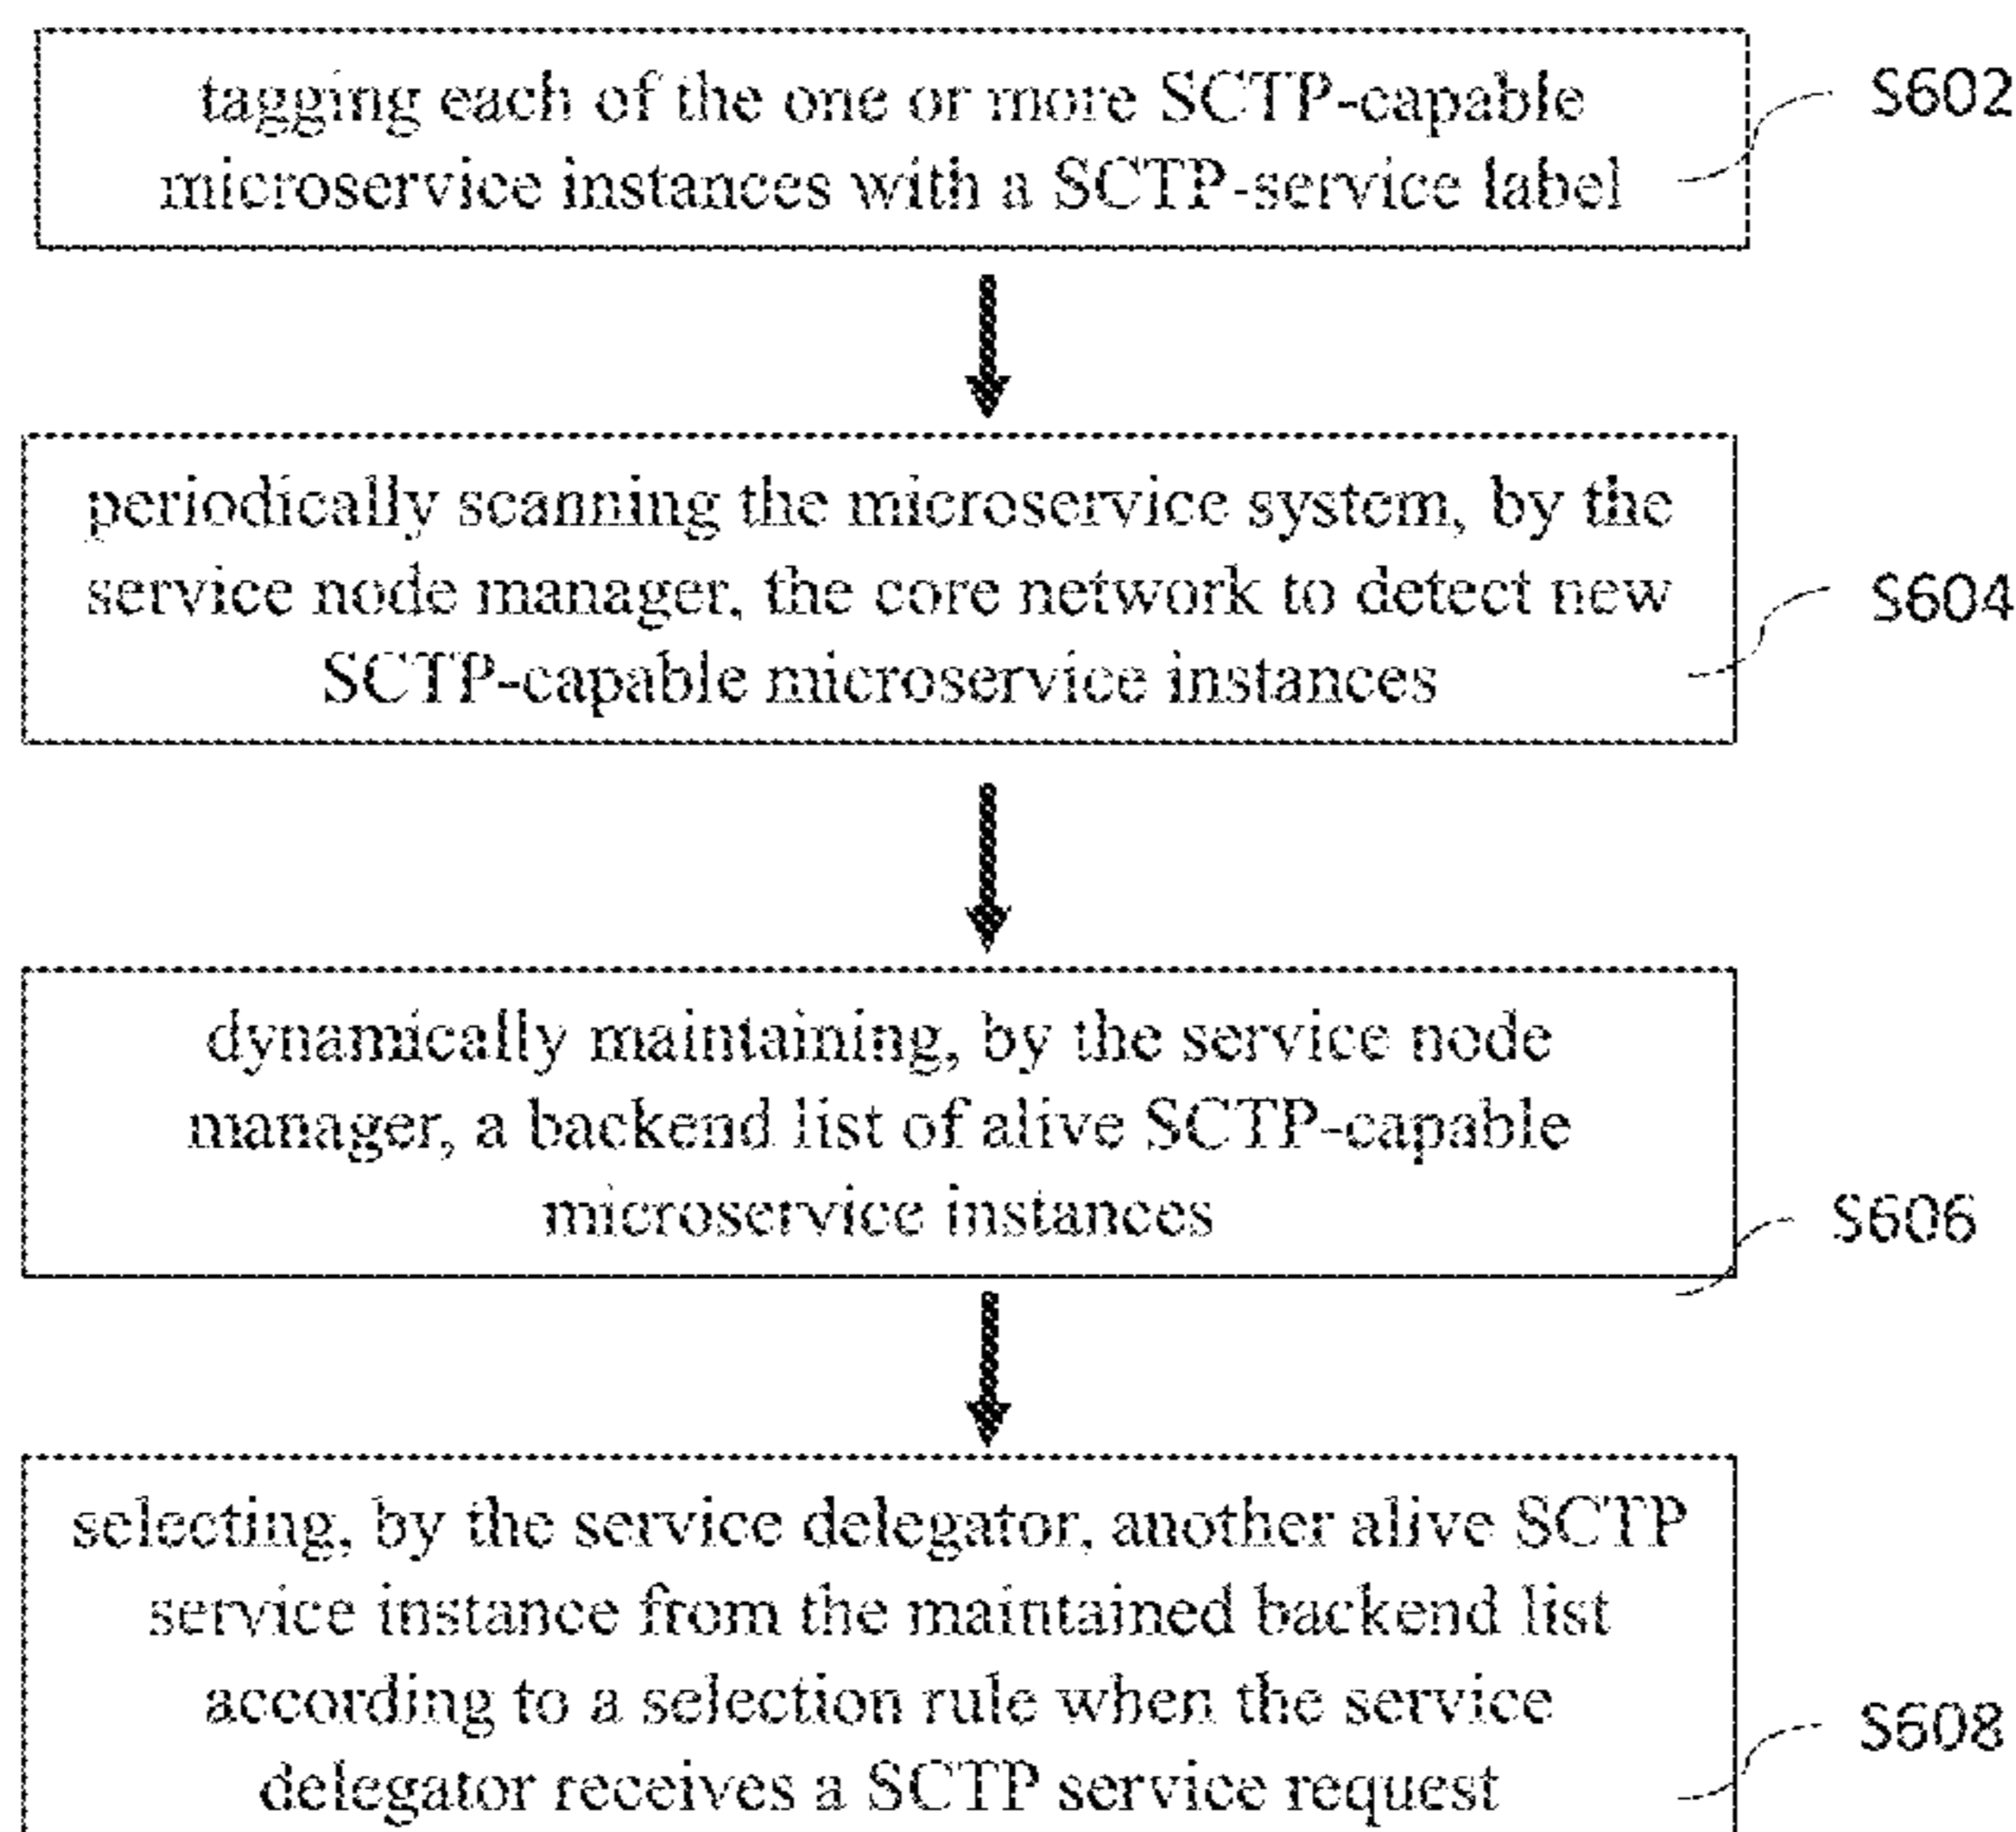 tagging each of the one or more SCTP-capable
microservice instances with a SCTP-service label
S602
periodically scanning the microservice system, by the
service node manager, the core network to detect new
SCTP-capable microservice instances
S604
dynamically maintaining, by the service node
manager, a backend list of alive SCTP-capable
microservice instances
S606
selecting, by the service delegator, another alive SCTP
service instance from the maintained backend list
according to a selection rule when the service
delegator receives a SCTP service request
S608